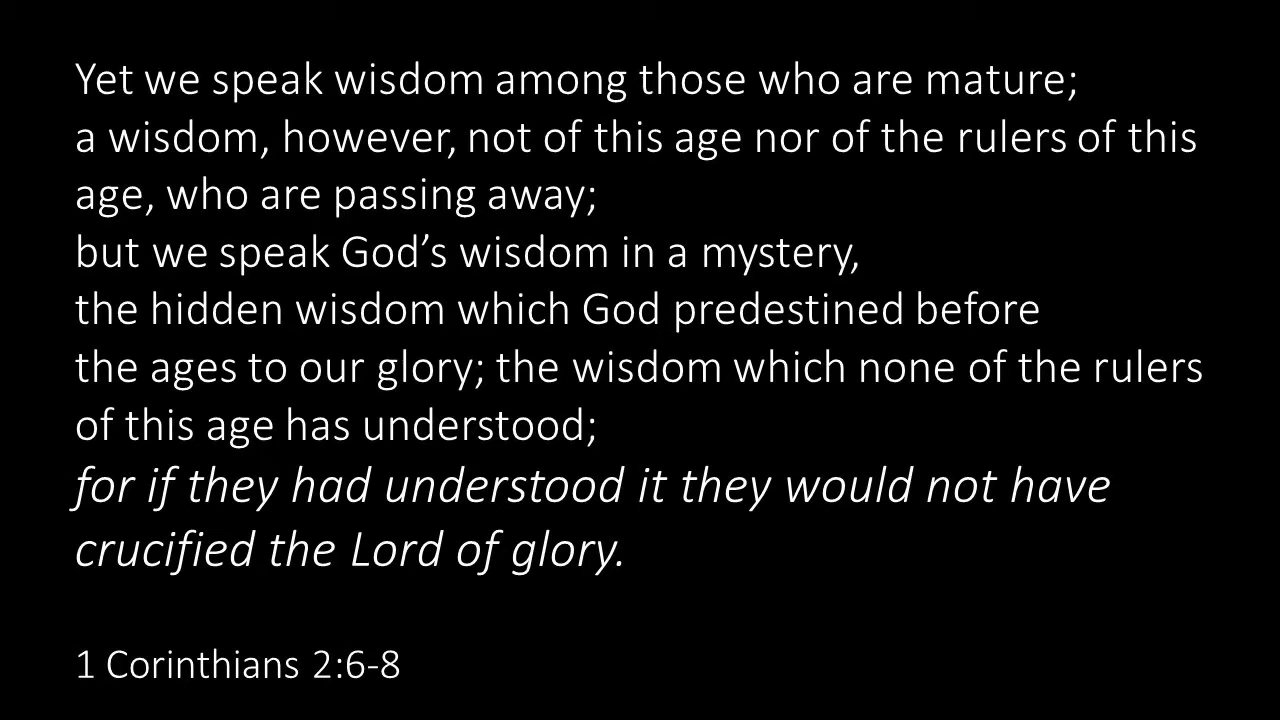 Yet we speak wisdom among those who are mature;
a wisdom, however, not of this age nor of the rulers of this
age, who are passing away;
but we speak God’s wisdom in a mystery,
the hidden wisdom which God predestined before
the ages to our glory; the wisdom which none of the rulers
of this age has understood;
for if they had understood it they would not have
crucified the Lord of glory.
1 Corinthians 2:6-8